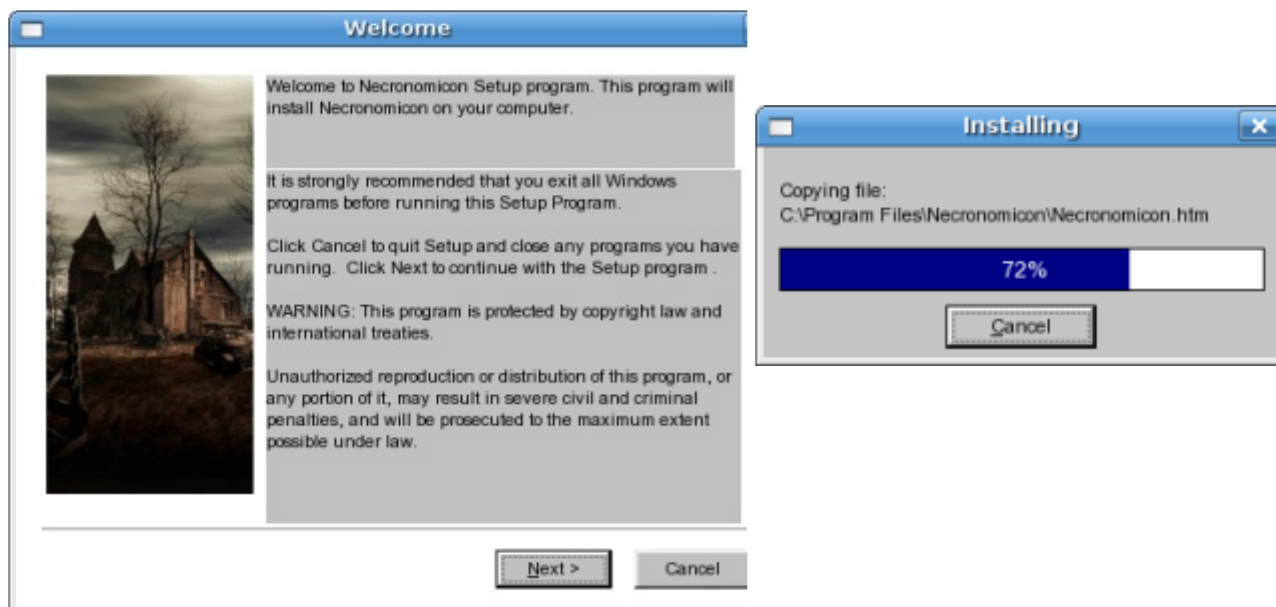 Welcome
Welcome to Necronomicon Setup program. This program will
install Necronomicon on your computer.
It is strongly recommended that you exit all Windows
programs before running this Setup Program.
Click Cancel to quit Setup and close any programs you have
running.  Click Next to continue with the Setup program .
WARNING: This program is protected by copyright law and
international treaties.
Unauthorized reproduction or distribution of this program, or
any portion of it, may result in severe civil and criminal
penalties, and will be prosecuted to the maximum extent
possible under law.
Next >
Cancel
Installing
Copying file:
C:\Program Files\Necronomicon\Necronomicon.htm
72%
Cancel